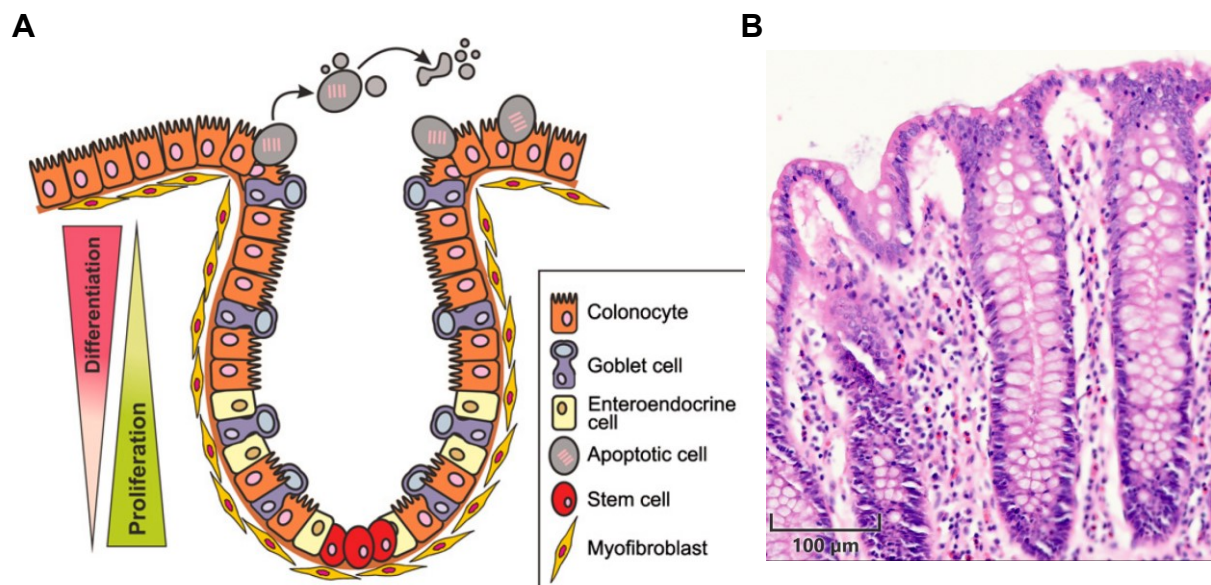 A
B
Differentiation
Proliferation
Colonocyte
Goblet cell
Enteroendocrine
cell
Apoptotic cell
Stem cell
Myofibroblast
100 µm